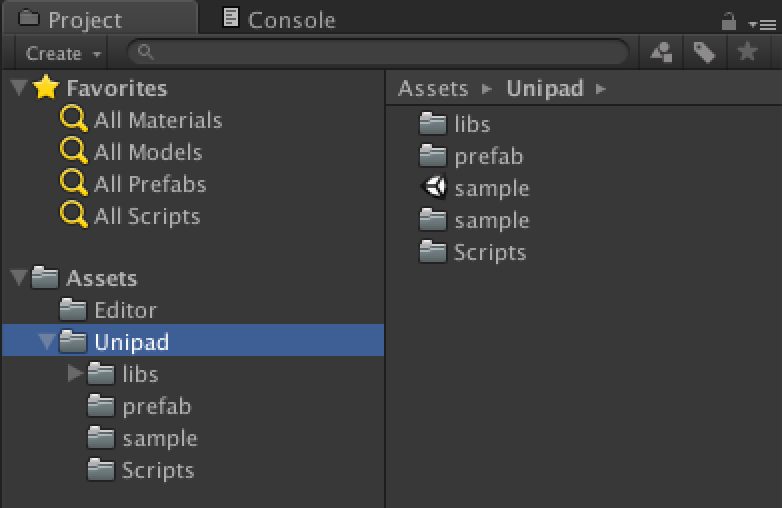 Project
Console
Create
Favorites
All Materials
All Models
All Prefabs
All Scripts
Assets
Editor
Unipad
libs
prefab
sample
Scripts
Assets Unipad
libs
prefab
sample
sample
Scripts